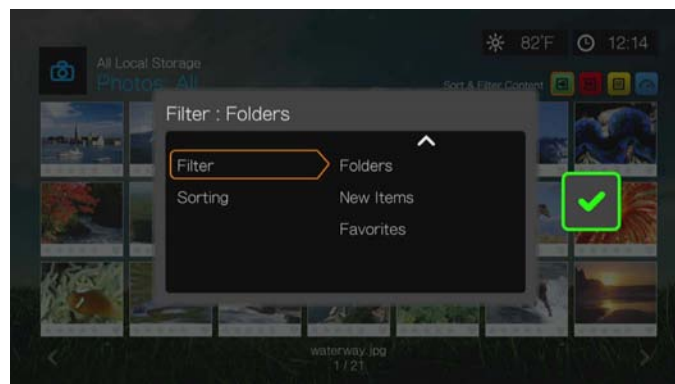 82°F 12:14
All Local Storage
Photos: All
Sort & Filter Content
Filter : Folders
Filter
Folders
Sorting
New Items
Favorites
waterway.jpg
1 / 21